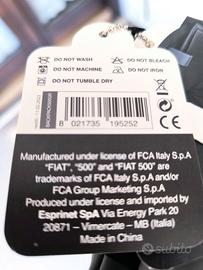 DO NOT WASH
DO NOT BLEACH
DO NOT MACHINE
DO NOT IRON
DO NOT TUMBLE DRY
8 021735 195252
Manufactured under license of FCA Italy S.p.A
"FIAT", "500" and "FIAT 500" are
trademarks of FCA Italy S.p.A and/or
FCA Group Marketing S.p.A
Produced under license and imported by
Esprinet SpA Via Energy Park 20
20871 - Vimercate - MB (Italia)
Made in China
subito